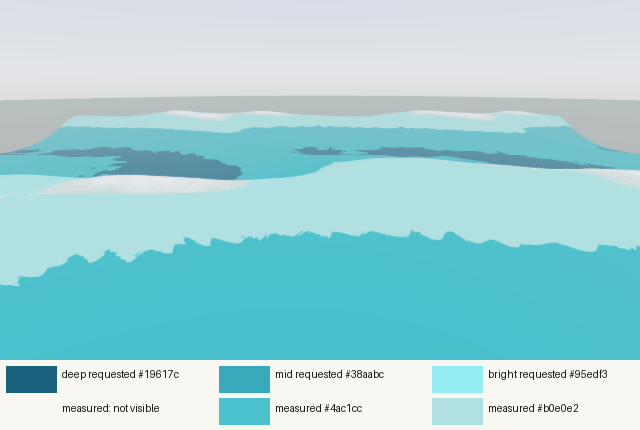 deep requested #19617c
mid requested #38aabc
bright requested #95edf3
measured: not visible
measured #4ac1cc
measured #b0e0e2